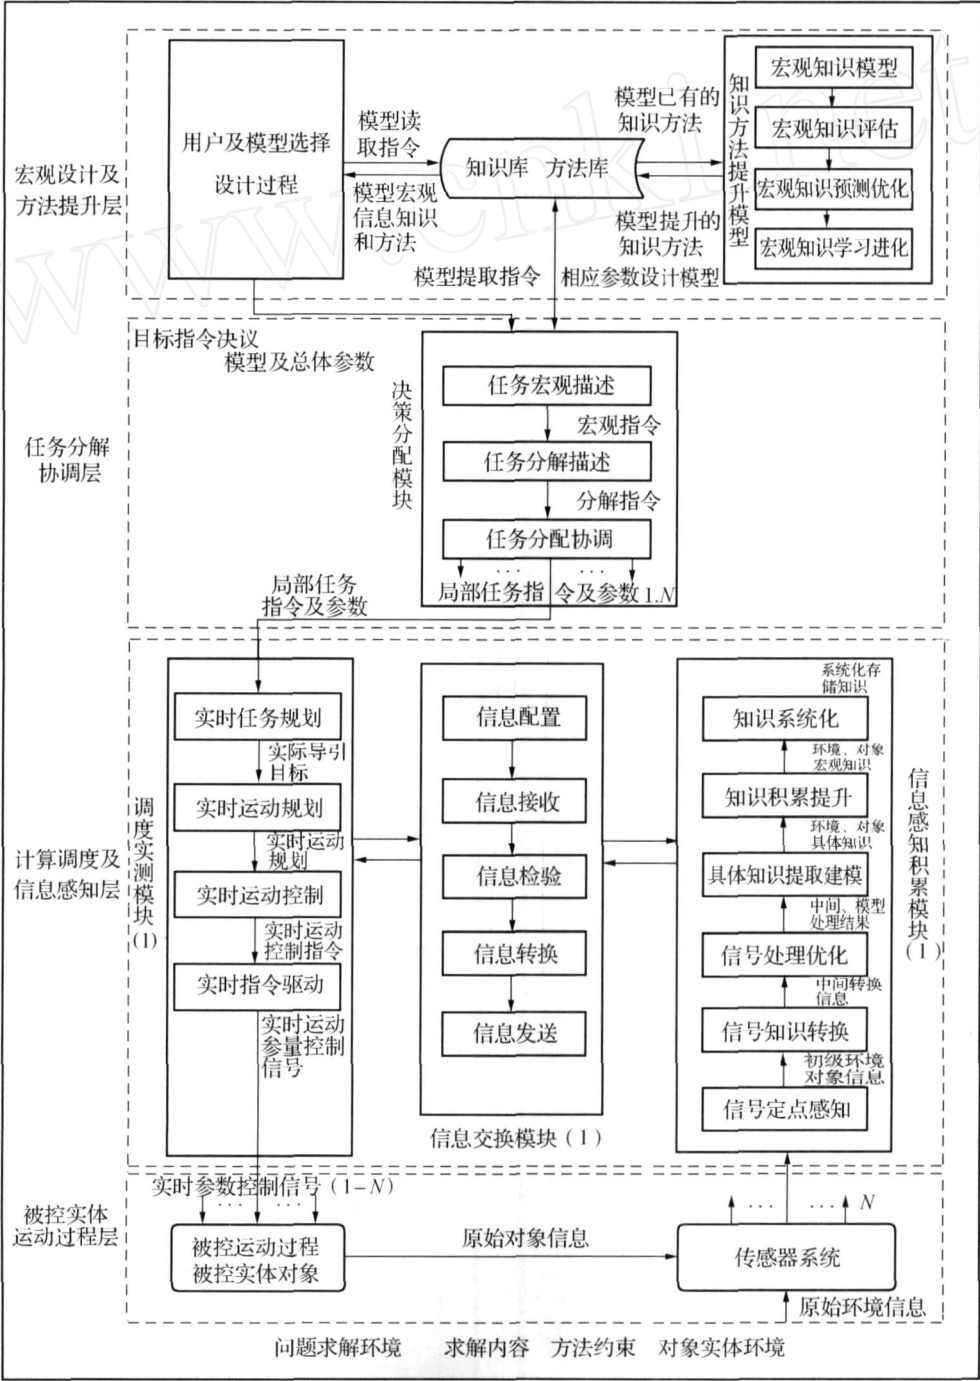 宏观设计及
方法提升层
用户及模型选择
设计过程
模型读
取指令
模型宏观
信息知识
和方法
知识库 方法库
模型已有的
知识方法
模型提升的
知识方法
知识方法提升模型
宏观知识模型
宏观知识评估
宏观知识预测优化
宏观知识学习进化
模型提取指令
相应参数设计模型
www.cnki.net
任务分解
协调层
目标指令决议
模型及总体参数
决策分配模块
任务宏观描述
宏观指令
任务分解描述
分解指令
任务分配协调
··· ···
局部任务指 令及参数1.N
局部任务
指令及参数
计算调度及
信息感知层
调度实测模块(1)
实时任务规划
实际导引
目标
实时运动规划
实时运动
规划
实时运动控制
实时运动
控制指令
实时指令驱动
实时运动
参量控制
信号
信息配置
信息接收
信息检验
信息转换
信息发送
信息交换模块(1)
系统化存
储知识
知识系统化
环境、对象
宏观知识
知识积累提升
环境、对象
具体知识
具体知识提取建模
中间、模型
处理结果
信号处理优化
中间转换
信息
信号知识转换
初级环境
对象信息
信号定点感知
信息感知积累模块(1)
被控实体
运动过程层
实时参数控制信号(1-N)
··· ···
被控运动过程
被控实体对象
原始对象信息
··· ··· N
传感器系统
原始环境信息
问题求解环境 求解内容 方法约束 对象实体环境